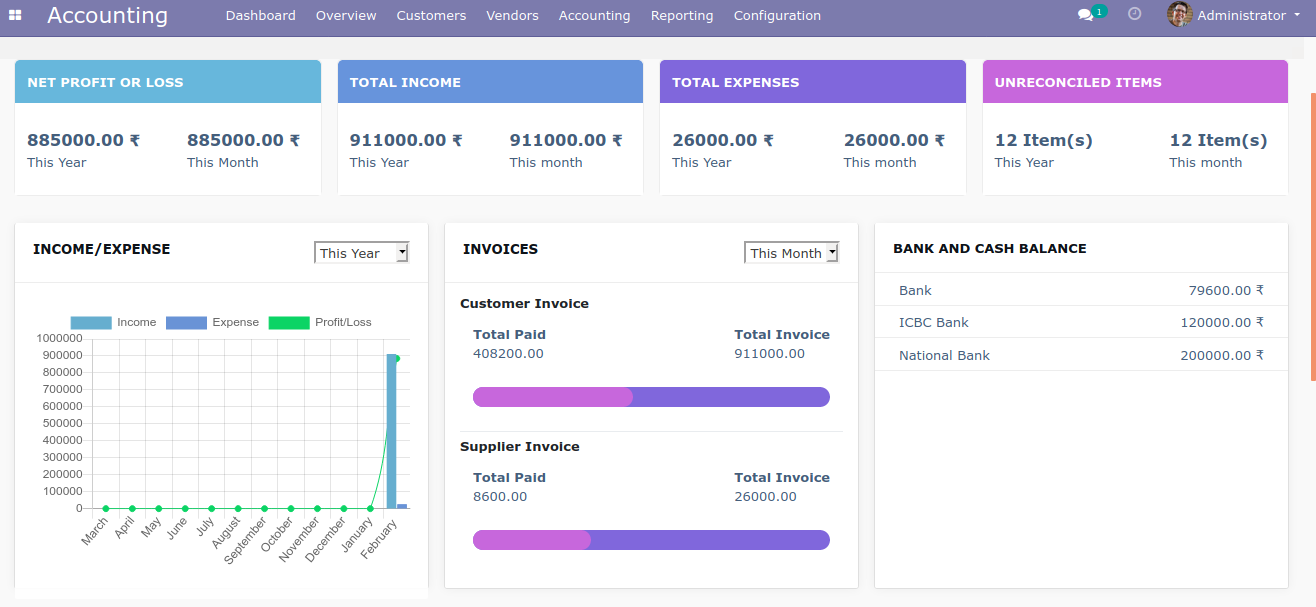 Accounting Dashboard Overview Customers Vendors Accounting Reporting Configuration 1 Administrator
NET PROFIT OR LOSS
885000.00 ₹ 885000.00 ₹
This Year This Month
TOTAL INCOME
911000.00 ₹ 911000.00 ₹
This Year This month
TOTAL EXPENSES
26000.00 ₹ 26000.00 ₹
This Year This month
UNRECONCILED ITEMS
12 Item(s) 12 Item(s)
This Year This month
INCOME/EXPENSE This Year
Income Expense Profit/Loss
1000000
900000
800000
700000
600000
500000
400000
300000
200000
100000
0
March April May June July August September October November December January February
INVOICES This Month
Customer Invoice
Total Paid Total Invoice
408200.00 911000.00
Supplier Invoice
Total Paid Total Invoice
8600.00 26000.00
BANK AND CASH BALANCE
Bank 79600.00 ₹
ICBC Bank 120000.00 ₹
National Bank 200000.00 ₹